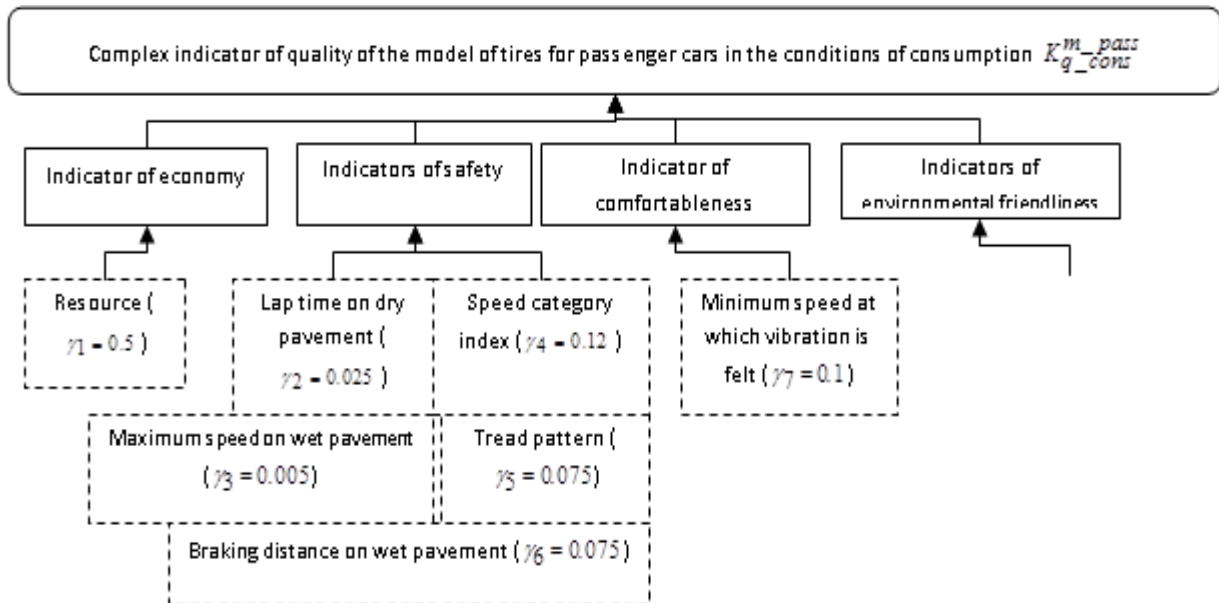 Complex indicator of quality of the model of tires for passenger cars in the conditions of consumption K_{q_cons}^{m_pass}
Indicator of economy
Indicators of safety
Indicator of
comfortableness
Indicators of
environmental friendliness
Resource (
γ1 = 0.5 )
Lap time on dry
pavement (
γ2 = 0.025 )
Speed category
index ( γ4 = 0.12 )
Minimum speed at
which vibration is
felt ( γ7 = 0.1 )
Maximum speed on wet pavement
( γ3 = 0.005)
Tread pattern (
γ5 = 0.075)
Braking distance on wet pavement ( γ6 = 0.075)